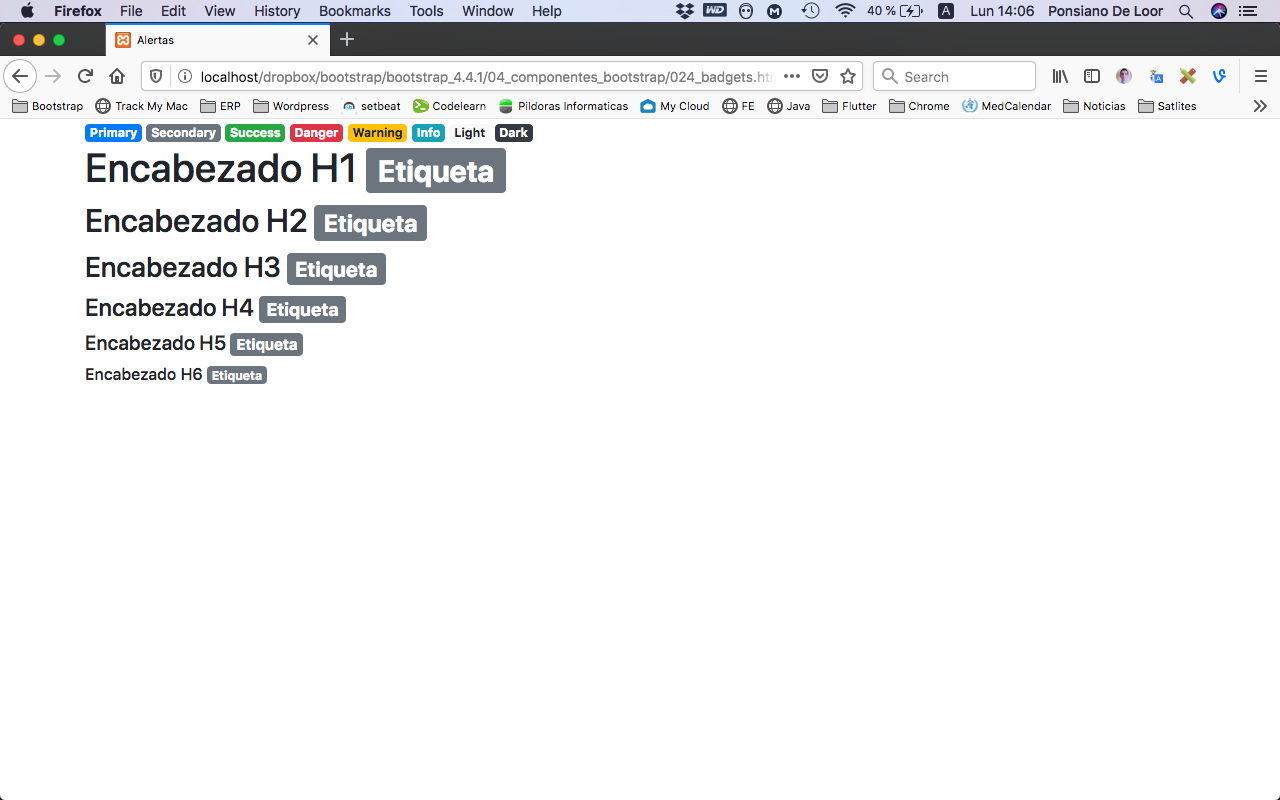 Firefox File Edit View History Bookmarks Tools Window Help WD M 40 % A Lun 14:06 Ponsiano De Loor
Alertas
localhost/dropbox/bootstrap/bootstrap_4.4.1/04_componentes_bootstrap/024_badgets.htm Search
Bootstrap Track My Mac ERP Wordpress setbeat Codelearn Pildoras Informaticas My Cloud FE Java Flutter Chrome MedCalendar Noticias Satlites
Primary Secondary Success Danger Warning Info Light Dark
Encabezado H1 Etiqueta
Encabezado H2 Etiqueta
Encabezado H3 Etiqueta
Encabezado H4 Etiqueta
Encabezado H5 Etiqueta
Encabezado H6 Etiqueta